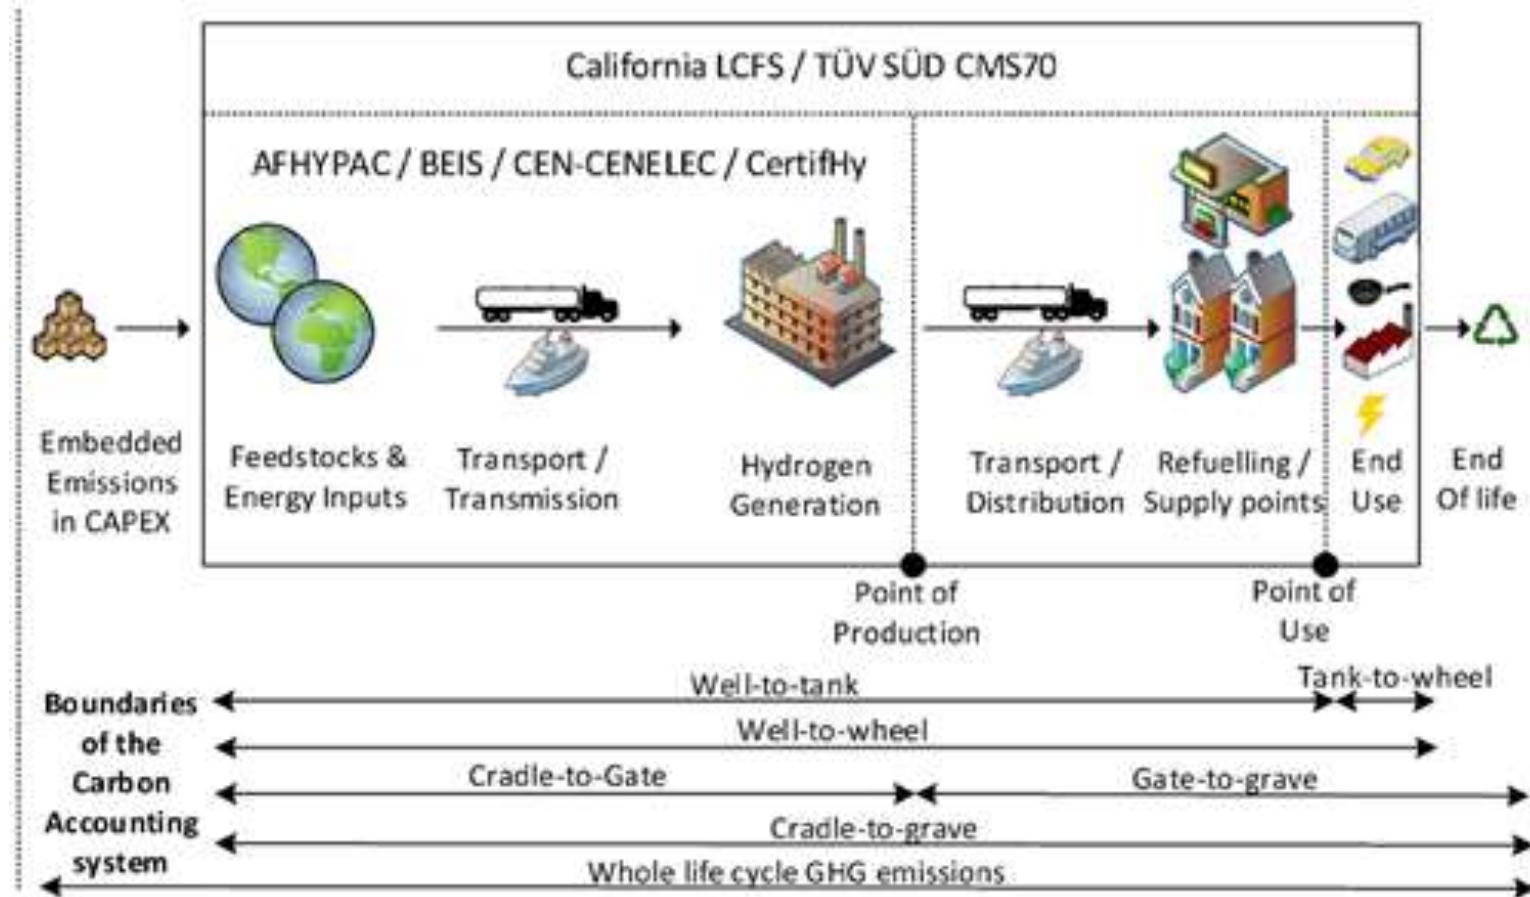 California LCFS / TÜV SÜD CMS70
AFHYPAC / BEIS / CEN-CENELEC / CertifHy
Embedded
Emissions
in CAPEX
Feedstocks &
Energy Inputs
Transport /
Transmission
Hydrogen
Generation
Transport /
Distribution
Refuelling /
Supply points
End
Use
End
Of life
Point of
Production
Point of
Use
Boundaries
of the
Carbon
Accounting
system
Well-to-tank
Tank-to-wheel
Well-to-wheel
Cradle-to-Gate
Gate-to-grave
Cradle-to-grave
Whole life cycle GHG emissions